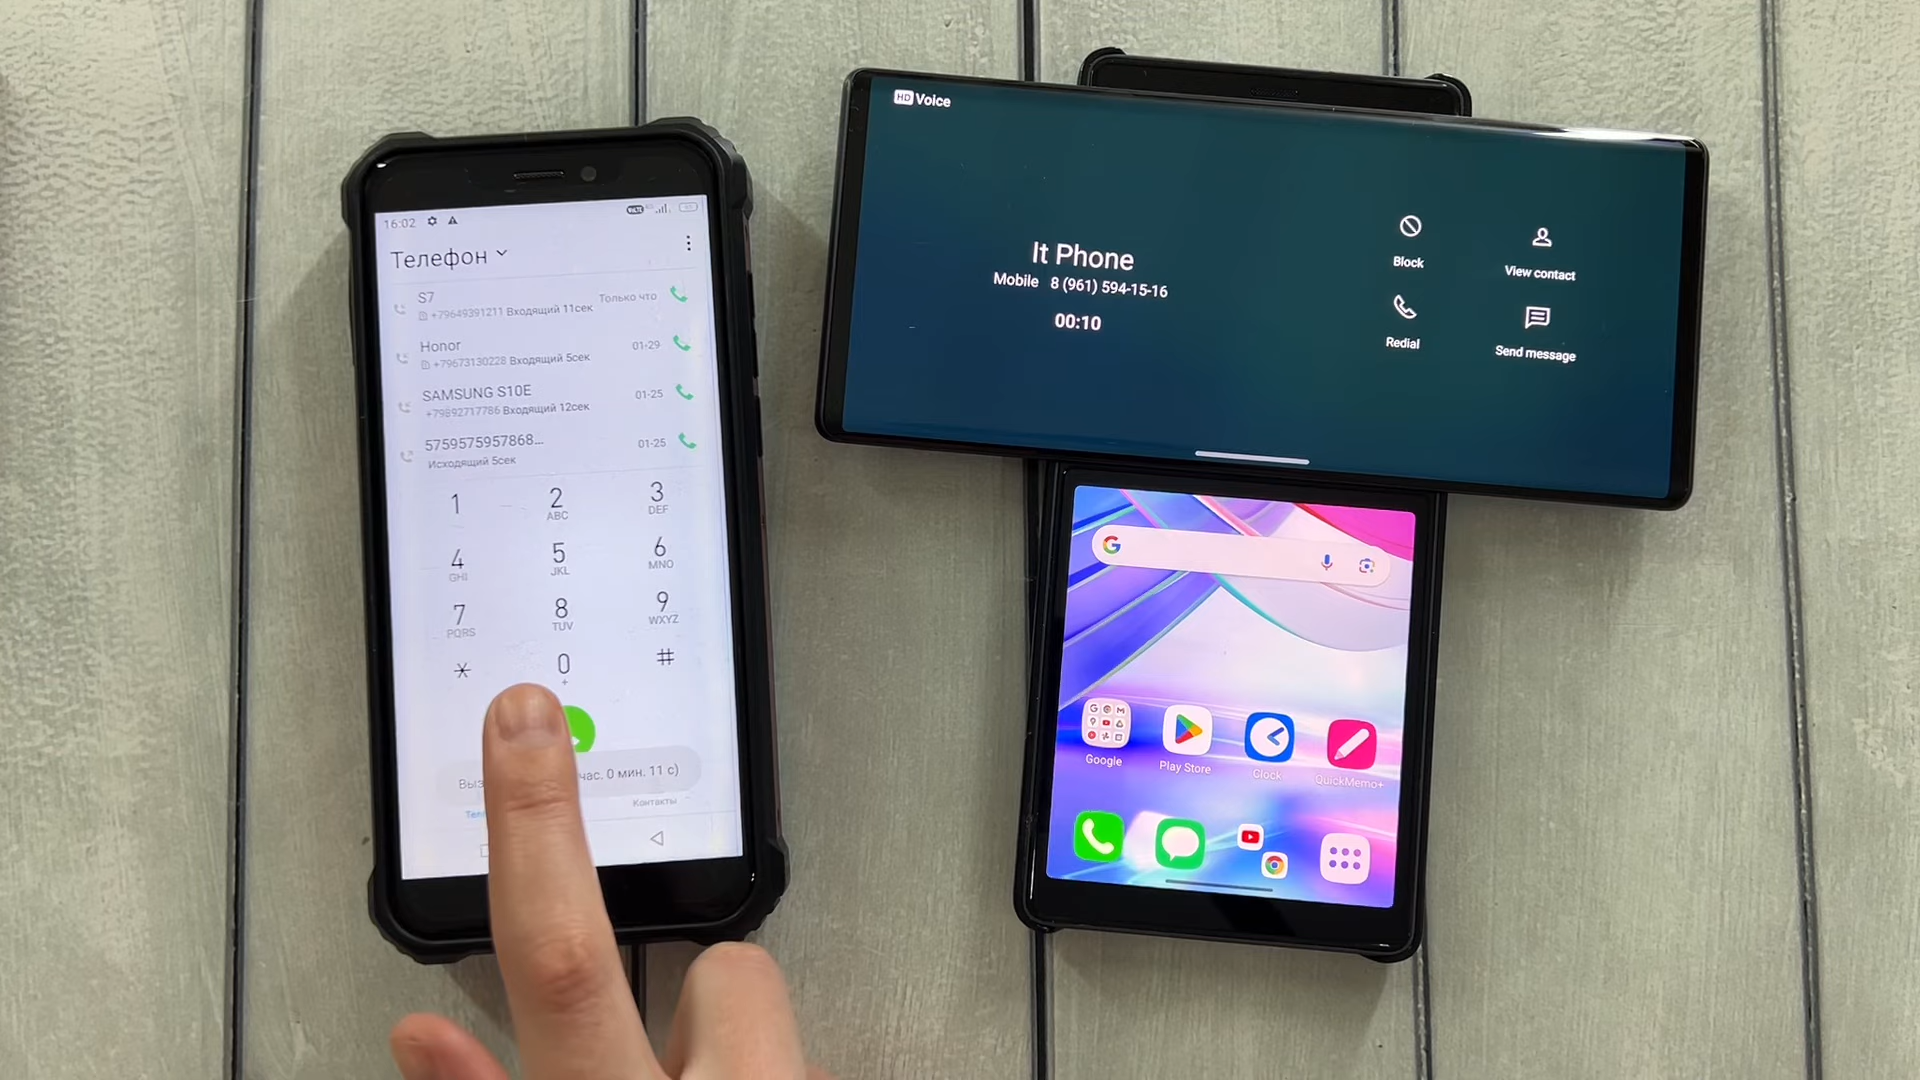 16:02
VoLTE
Телефон
S7
+79649391211 Входящий 11сек
Только что
Honor
+79673130228 Входящий 5сек
01-29
SAMSUNG S10E
+79892717786 Входящий 12сек
01-25
5759575957868...
Исходящий 5сек
01-25
1
2
ABC
3
DEF
4
GHI
5
JKL
6
MNO
7
PQRS
8
TUV
9
WXYZ
*
0
+
#
час. 0 мин. 11 с)
Контакты
HD Voice
It Phone
Mobile 8 (961) 594-15-16
00:10
Block
View contact
Redial
Send message
Google
Play Store
Clock
QuickMemo+